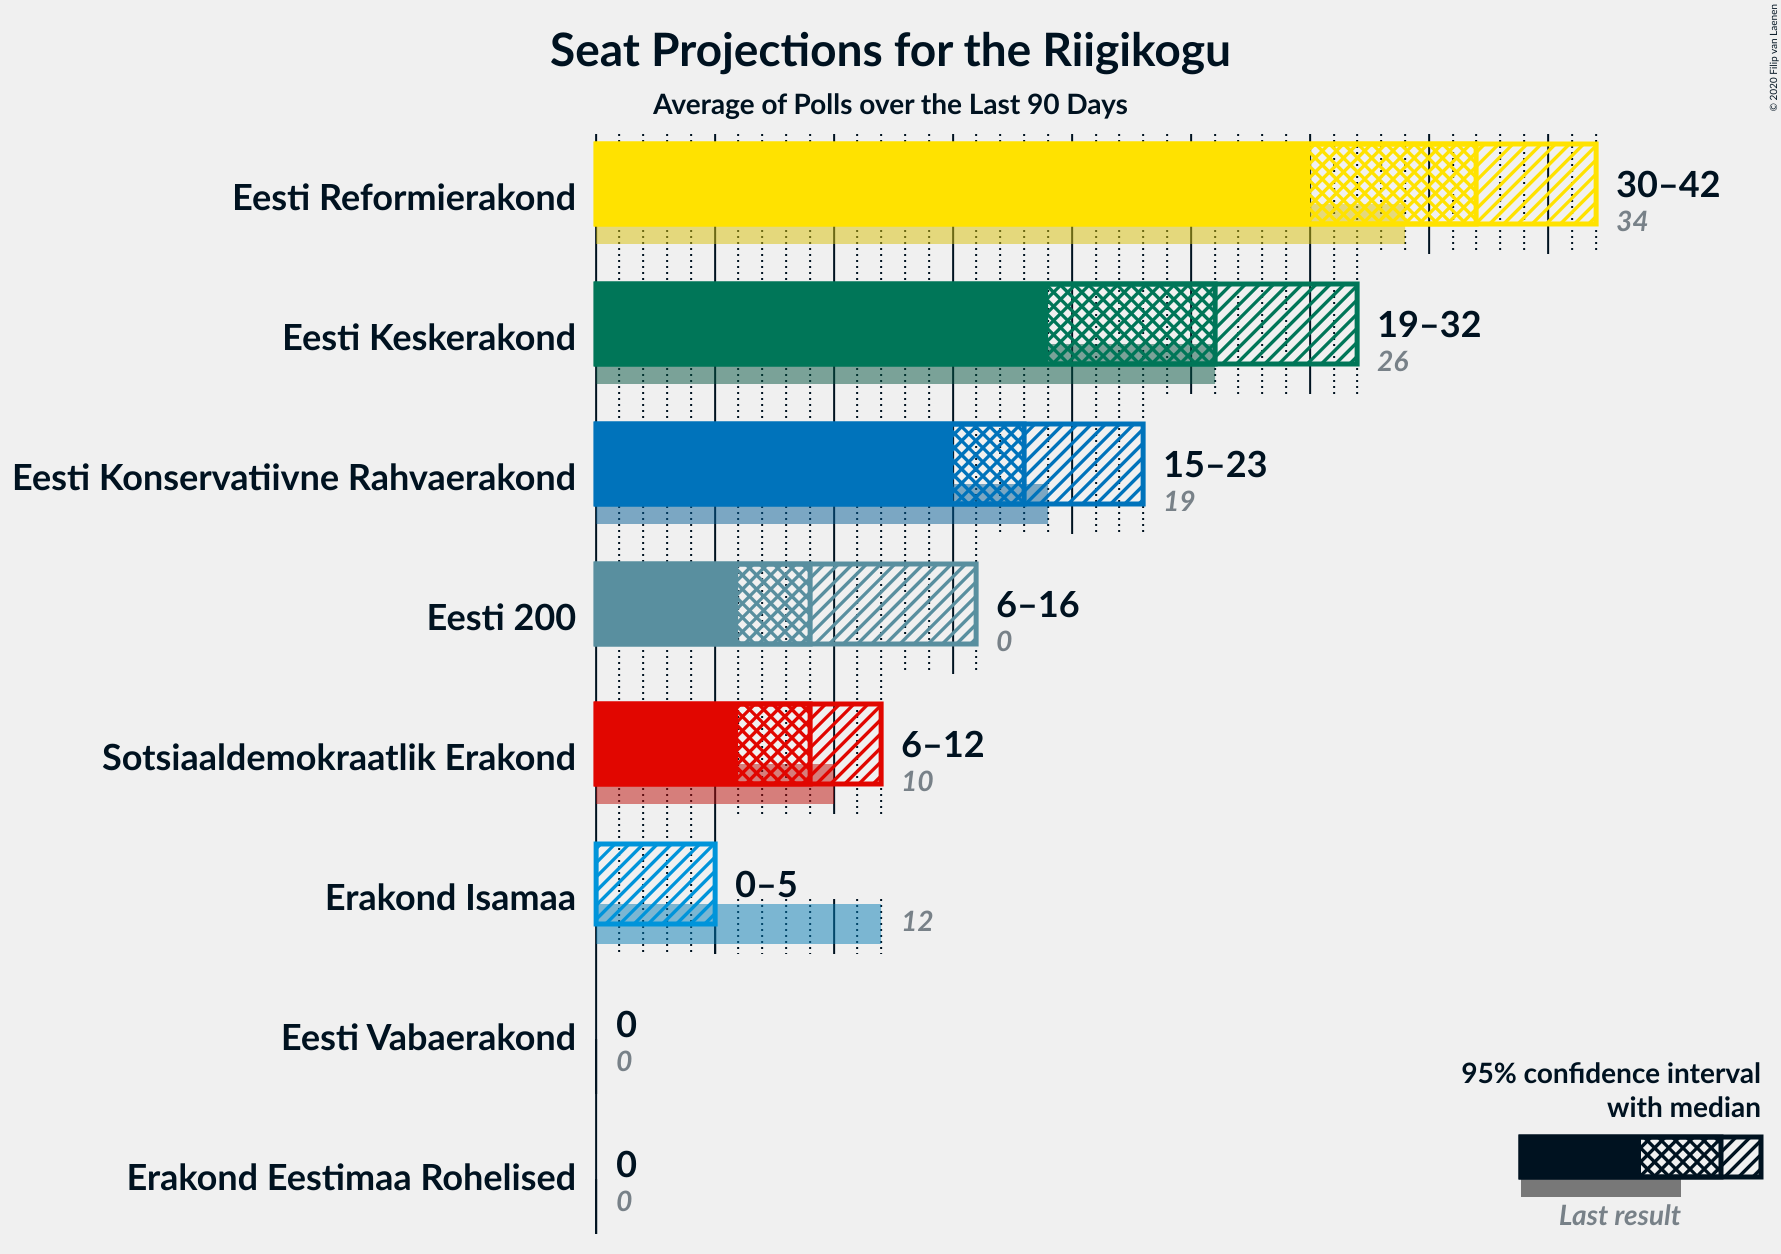 Seat Projections for the Riigikogu
Average of Polls over the Last 90 Days
© 2020 Filip van Laenen
Eesti Reformierakond
30–42
34
Eesti Keskerakond
19–32
26
Eesti Konservatiivne Rahvaerakond
15–23
19
Eesti 200
6–16
0
Sotsiaaldemokraatlik Erakond
6–12
10
Erakond Isamaa
0–5
12
Eesti Vabaerakond
0
0
Erakond Eestimaa Rohelised
0
0
95% confidence interval
with median
Last result